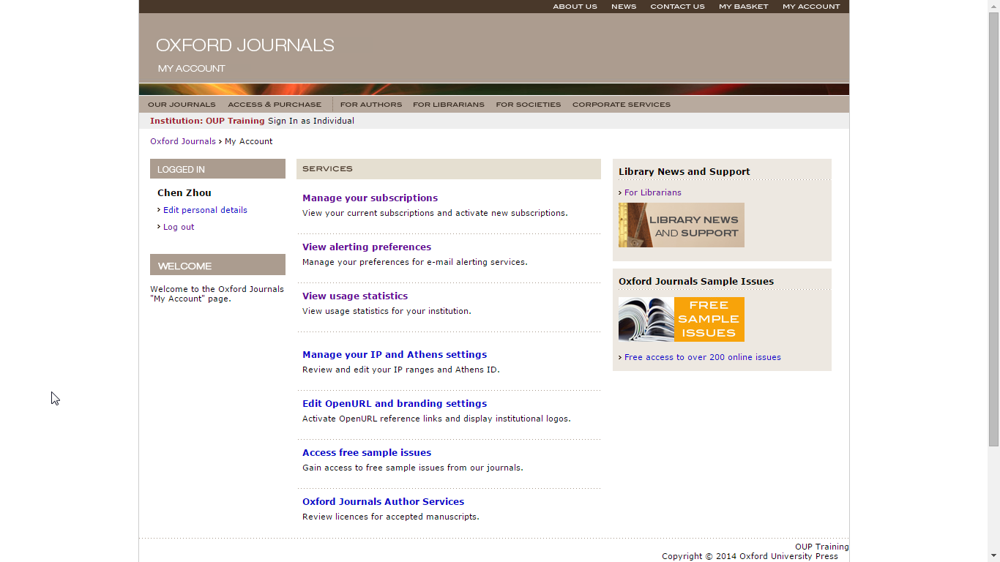 ABOUT US NEWS CONTACT US MY BASKET MY ACCOUNT
OXFORD JOURNALS
MY ACCOUNT
OUR JOURNALS ACCESS & PURCHASE FOR AUTHORS FOR LIBRARIANS FOR SOCIETIES CORPORATE SERVICES
Institution: OUP Training Sign In as Individual
Oxford Journals > My Account
LOGGED IN
Chen Zhou
Edit personal details
Log out
WELCOME
Welcome to the Oxford Journals
"My Account" page.
SERVICES
Manage your subscriptions
View your current subscriptions and activate new subscriptions.
View alerting preferences
Manage your preferences for e-mail alerting services.
View usage statistics
View usage statistics for your institution.
Manage your IP and Athens settings
Review and edit your IP ranges and Athens ID.
Edit OpenURL and branding settings
Activate OpenURL reference links and display institutional logos.
Access free sample issues
Gain access to free sample issues from our journals.
Oxford Journals Author Services
Review licences for accepted manuscripts.
Library News and Support
For Librarians
LIBRARY NEWS
AND SUPPORT
Oxford Journals Sample Issues
FREE
SAMPLE
ISSUES
Free access to over 200 online issues
OUP Training
Copyright © 2014 Oxford University Press